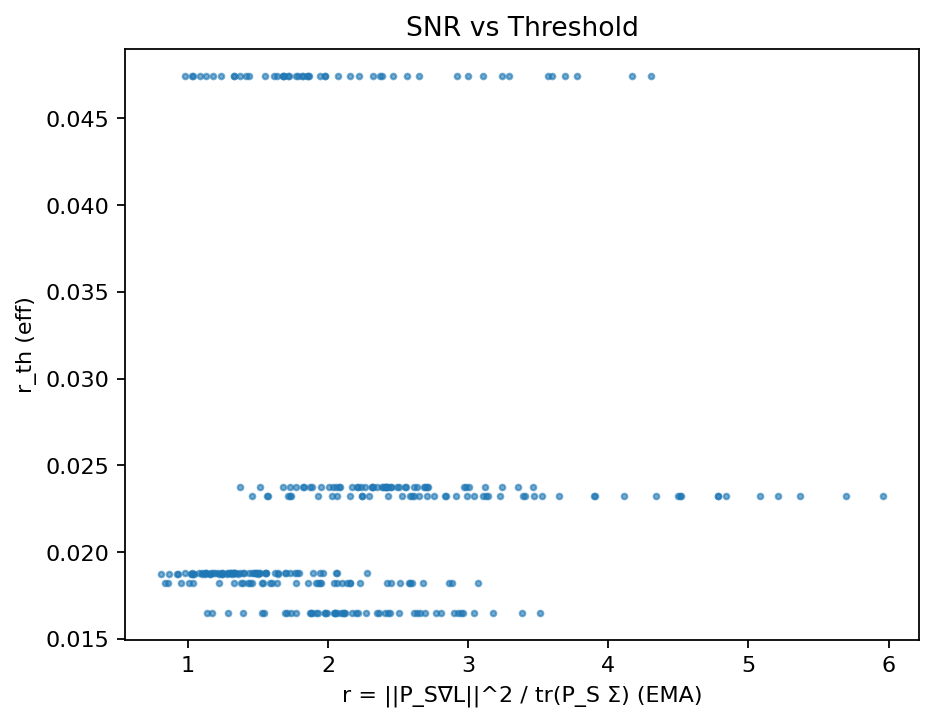 SNR vs Threshold
r_th (eff)
0.045
0.040
0.035
0.030
0.025
0.020
0.015
1 2 3 4 5 6
r = ||P_S∇L||^2 / tr(P_S Σ) (EMA)